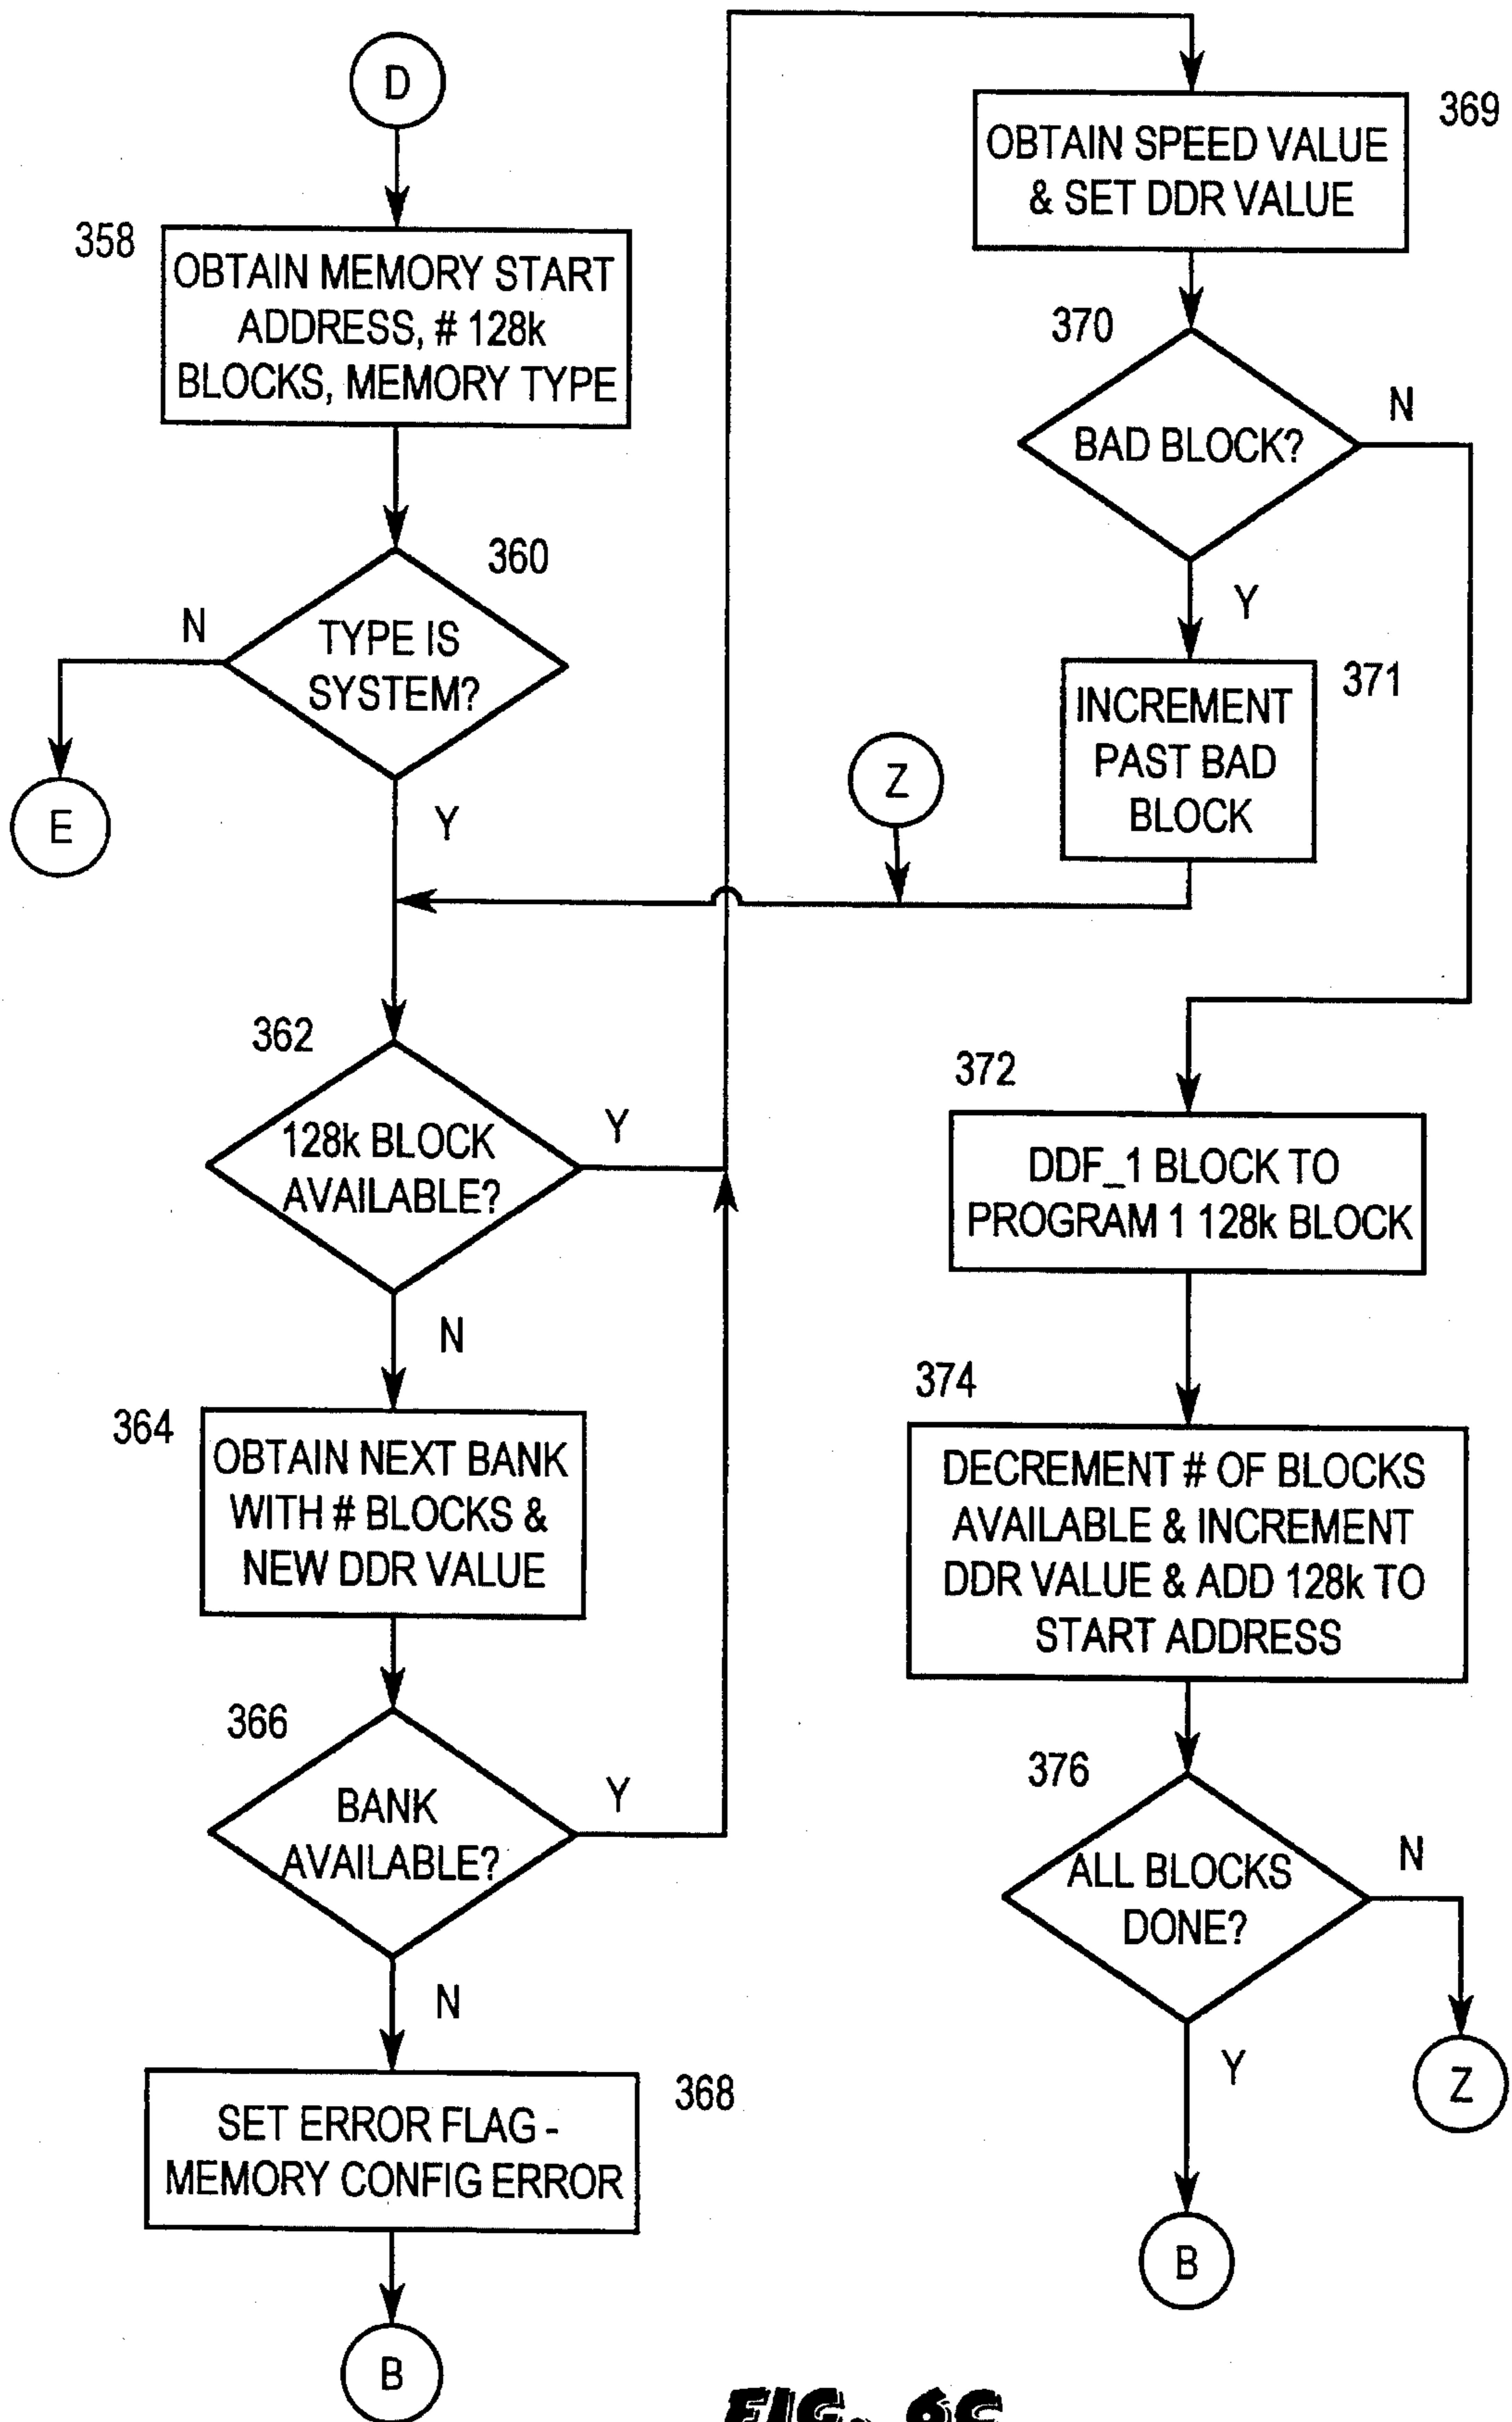 D
358
OBTAIN MEMORY START
ADDRESS, # 128k
BLOCKS, MEMORY TYPE
360
N
TYPE IS
SYSTEM?
E
Y
362
128k BLOCK
AVAILABLE?
Y
N
364
OBTAIN NEXT BANK
WITH # BLOCKS &
NEW DDR VALUE
366
BANK
AVAILABLE?
Y
N
368
SET ERROR FLAG -
MEMORY CONFIG ERROR
B
369
OBTAIN SPEED VALUE
& SET DDR VALUE
370
N
BAD BLOCK?
Y
371
INCREMENT
PAST BAD
BLOCK
Z
372
DDF_1 BLOCK TO
PROGRAM 1 128k BLOCK
374
DECREMENT # OF BLOCKS
AVAILABLE & INCREMENT
DDR VALUE & ADD 128k TO
START ADDRESS
376
ALL BLOCKS
DONE?
N
Z
Y
B
FIG. 6C